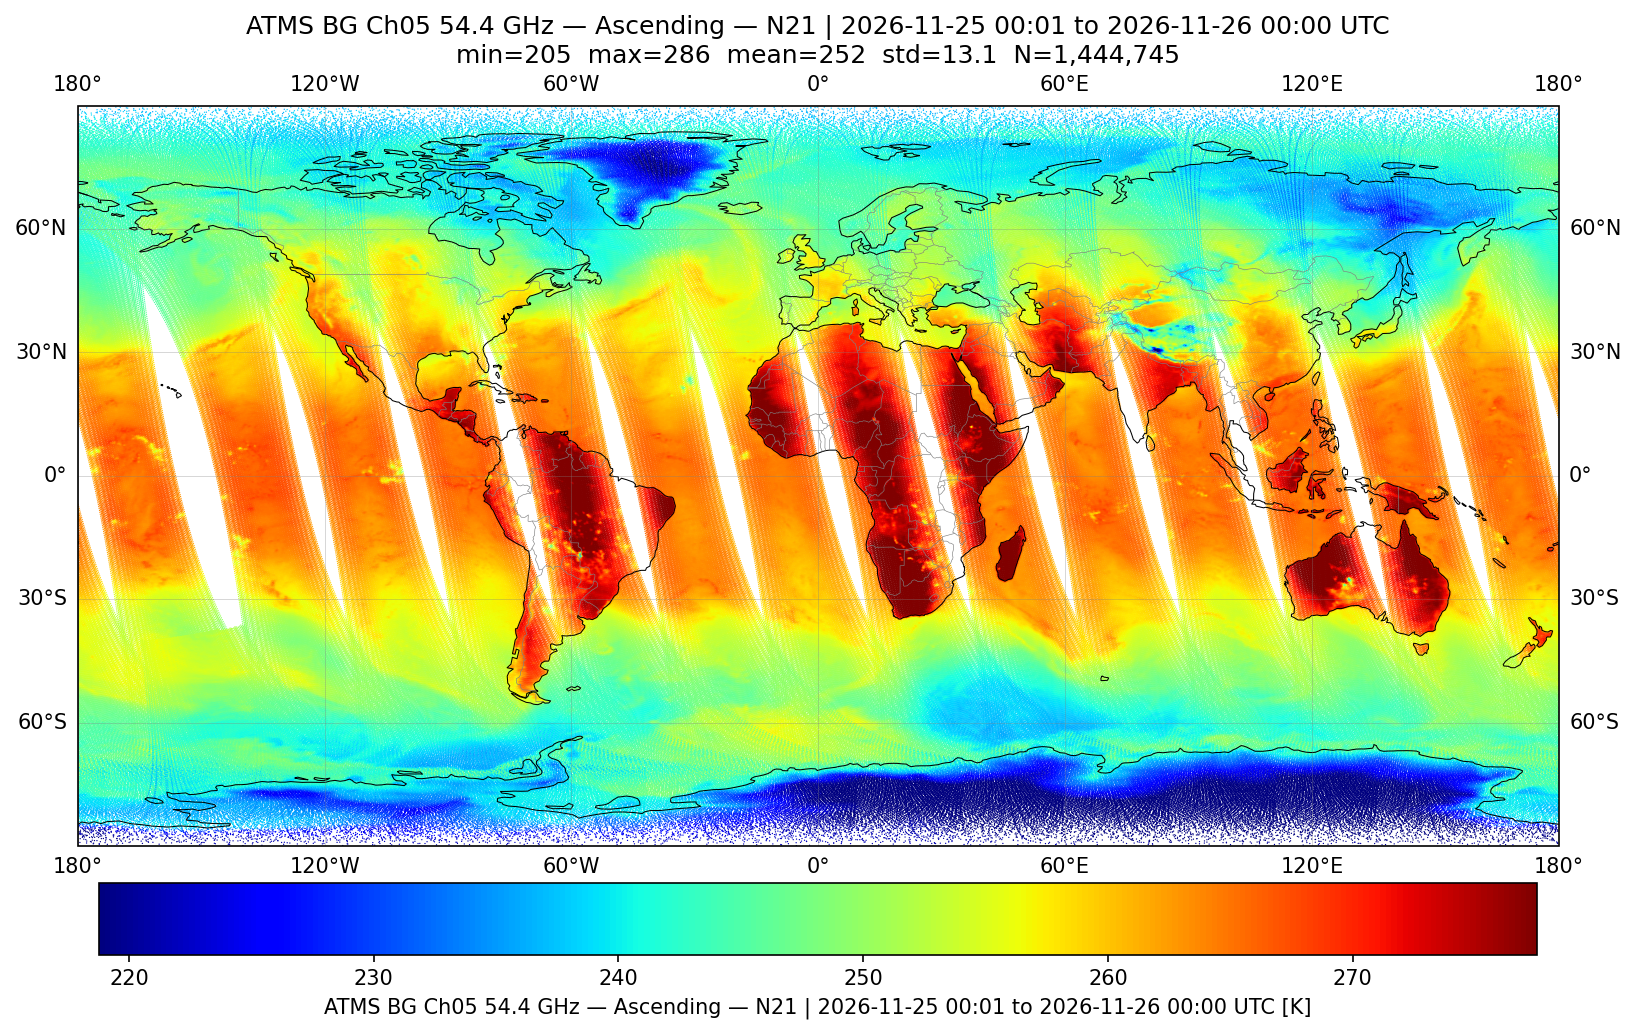 ATMS BG Ch05 54.4 GHz — Ascending — N21 | 2026-11-25 00:01 to 2026-11-26 00:00 UTC
min=205 max=286 mean=252 std=13.1 N=1,444,745
180° 120°W 60°W 0° 60°E 120°E 180°
60°N 60°N
30°N 30°N
0° 0°
30°S 30°S
60°S 60°S
180° 120°W 60°W 0° 60°E 120°E 180°
220 230 240 250 260 270
ATMS BG Ch05 54.4 GHz — Ascending — N21 | 2026-11-25 00:01 to 2026-11-26 00:00 UTC [K]